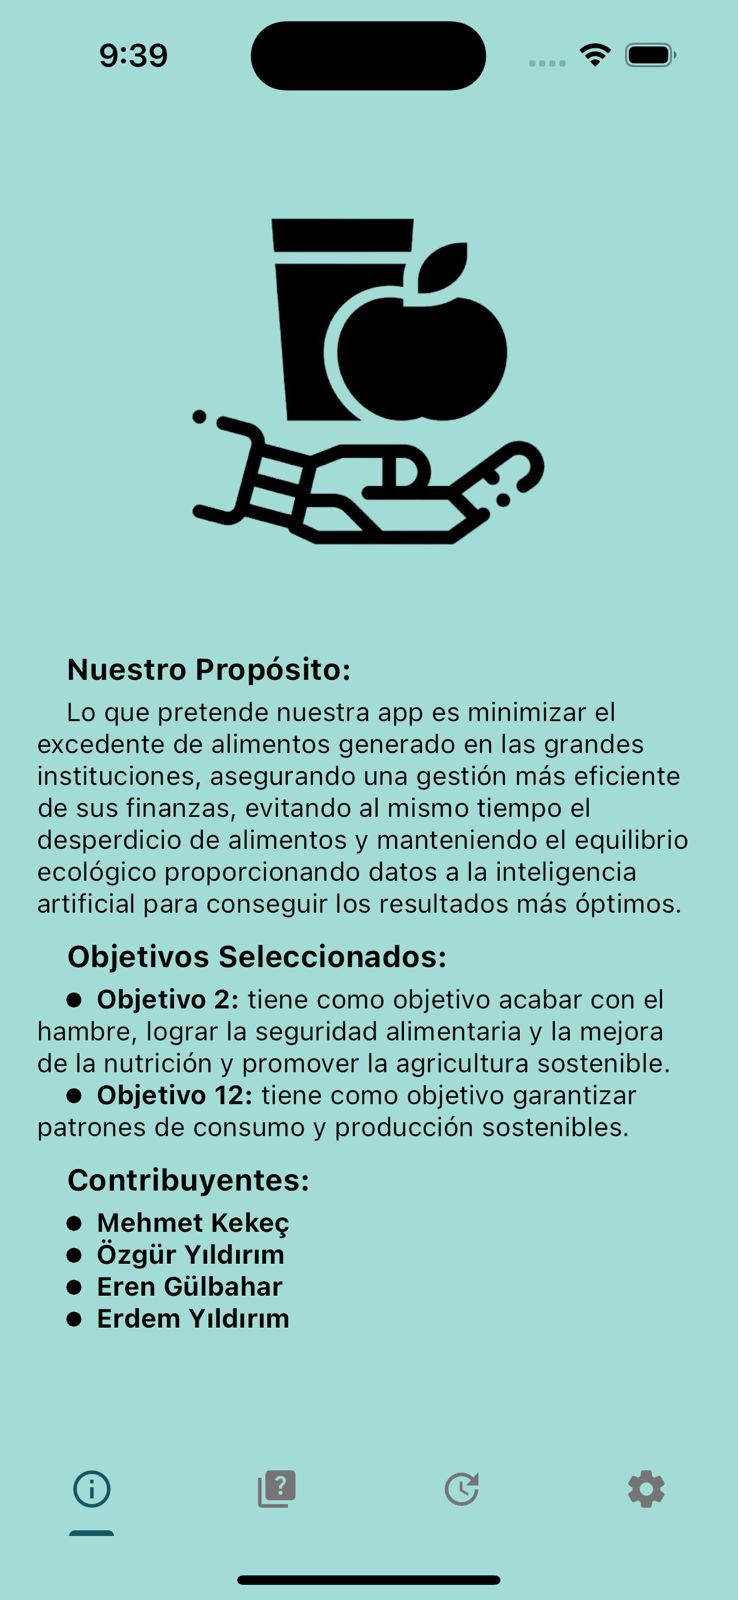 9:39
Nuestro Propósito:
Lo que pretende nuestra app es minimizar el
excedente de alimentos generado en las grandes
instituciones, asegurando una gestión más eficiente
de sus finanzas, evitando al mismo tiempo el
desperdicio de alimentos y manteniendo el equilibrio
ecológico proporcionando datos a la inteligencia
artificial para conseguir los resultados más óptimos.
Objetivos Seleccionados:
● Objetivo 2: tiene como objetivo acabar con el
hambre, lograr la seguridad alimentaria y la mejora
de la nutrición y promover la agricultura sostenible.
● Objetivo 12: tiene como objetivo garantizar
patrones de consumo y producción sostenibles.
Contribuyentes:
● Mehmet Kekeç
● Özgür Yıldırım
● Eren Gülbahar
● Erdem Yıldırım